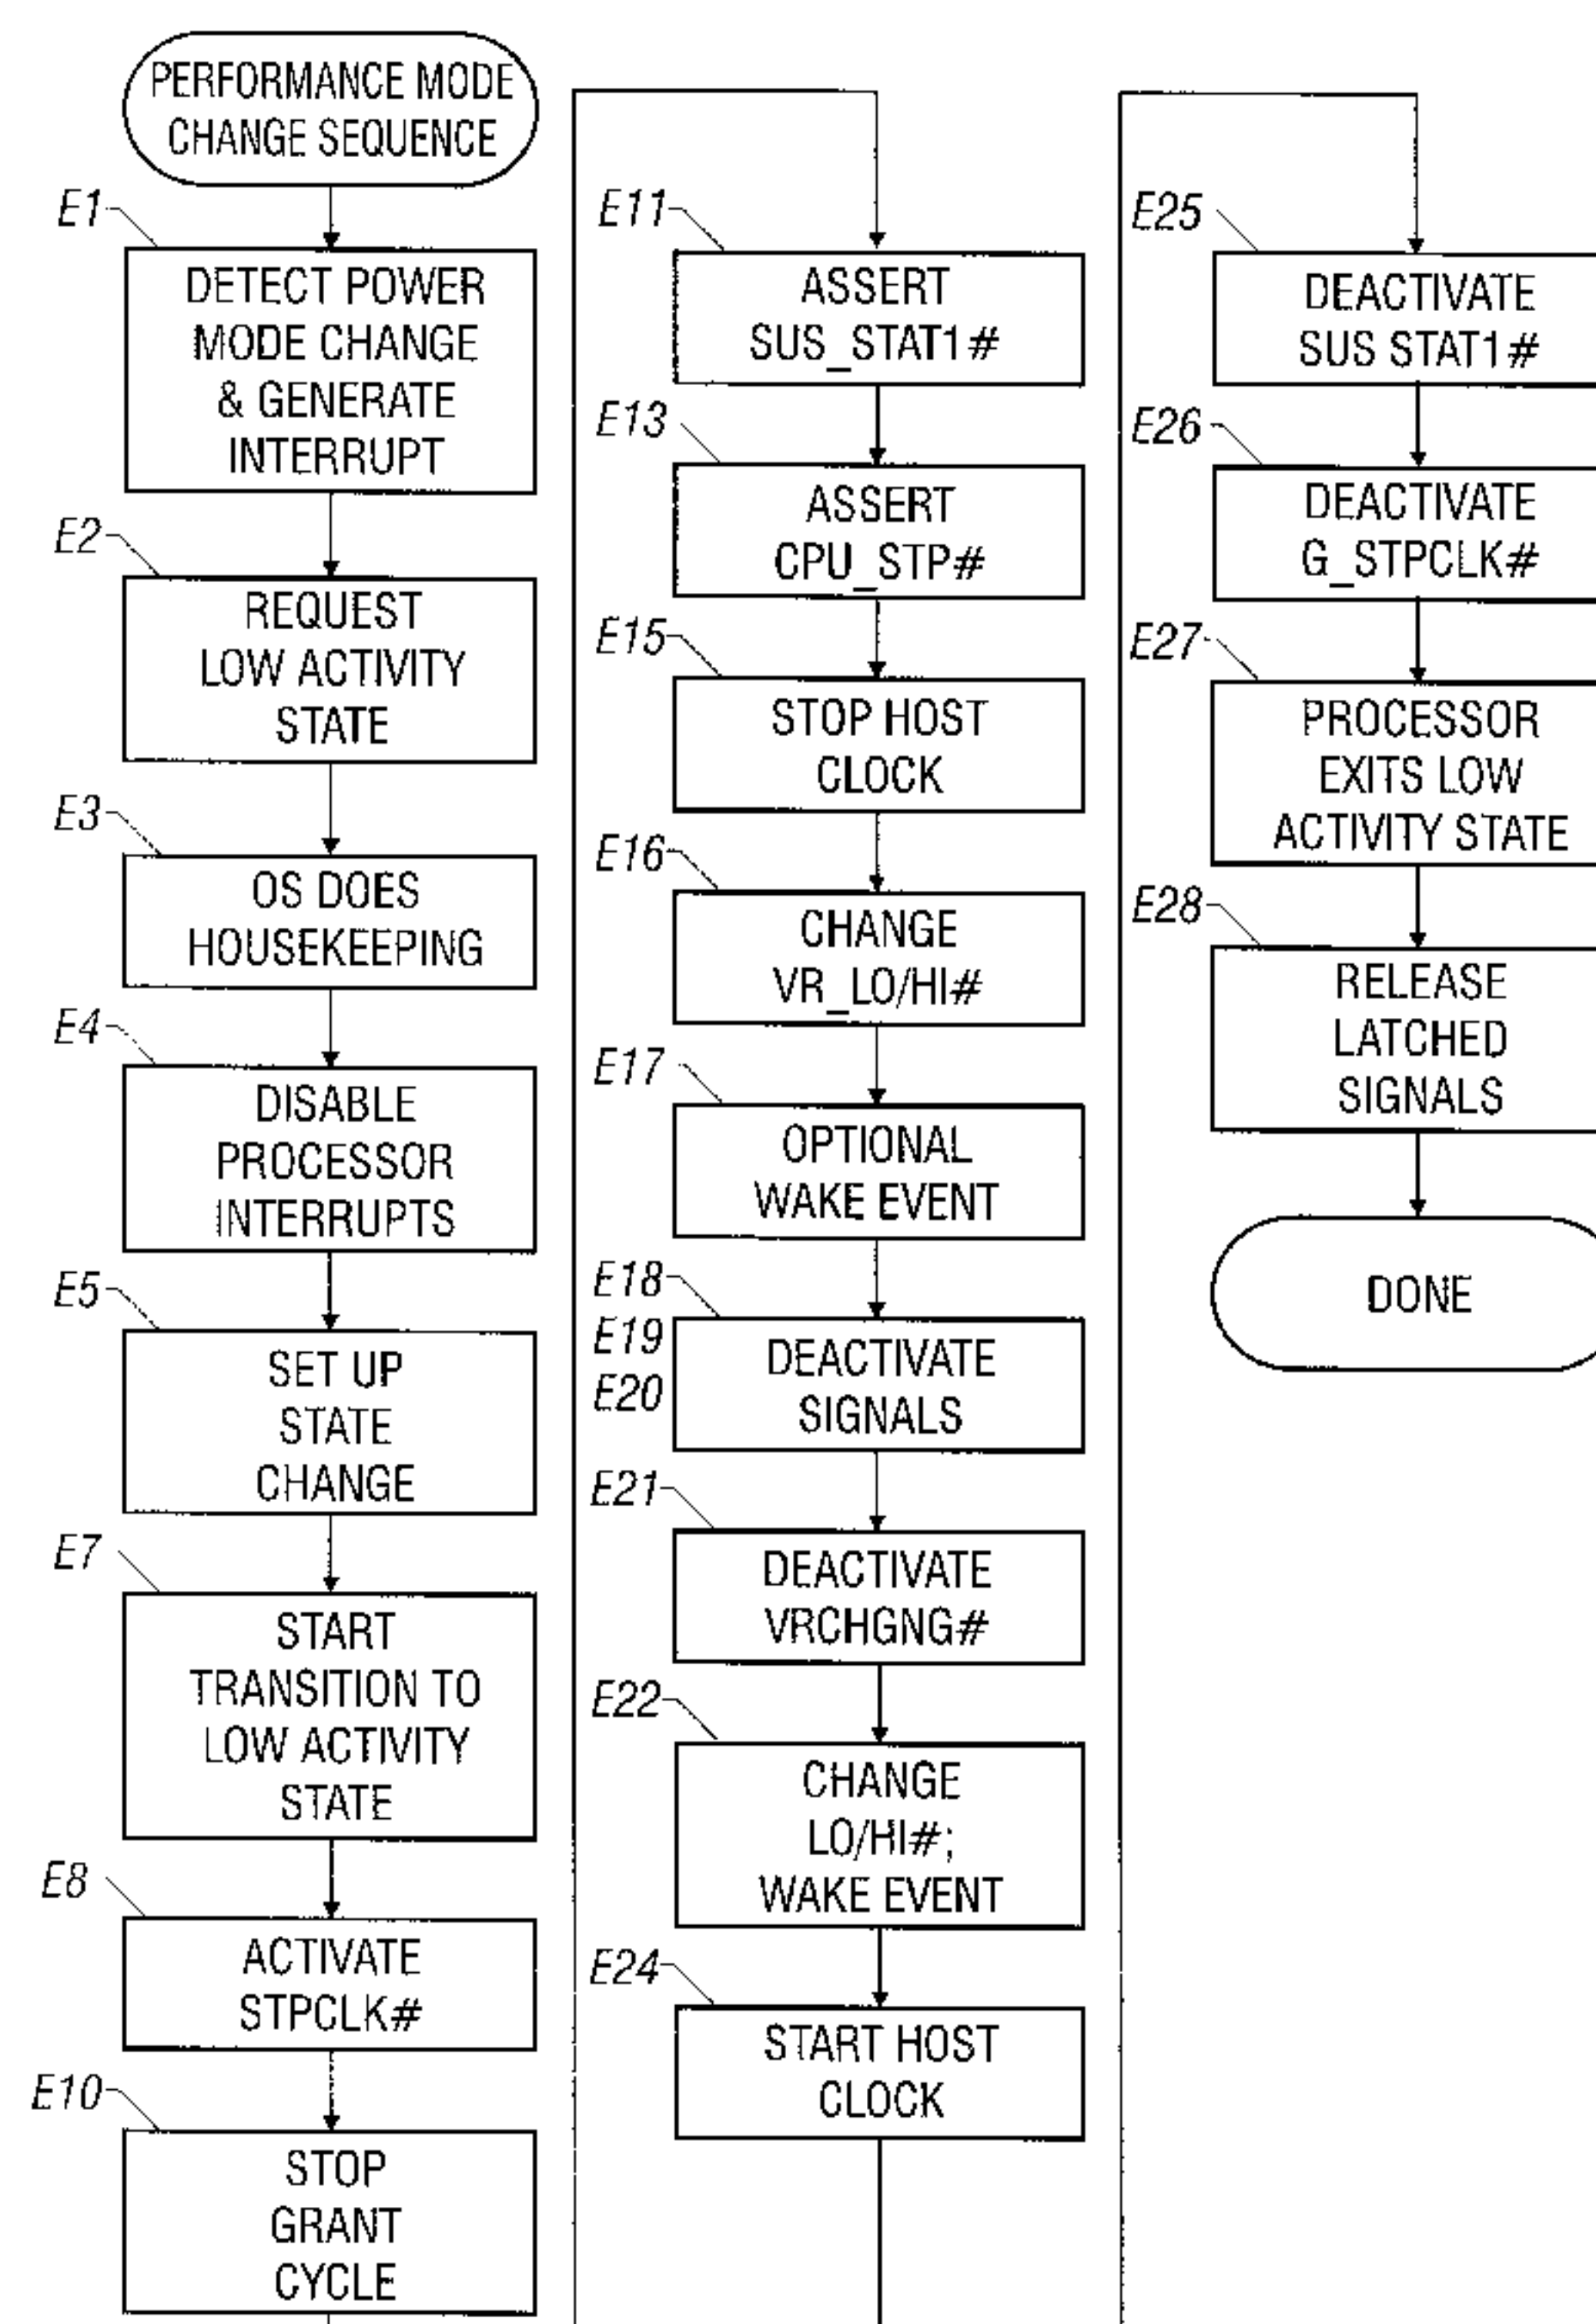 PERFORMANCE MODE
CHANGE SEQUENCE
E1
DETECT POWER
MODE CHANGE
& GENERATE
INTERRUPT
E2
REQUEST
LOW ACTIVITY
STATE
E3
OS DOES
HOUSEKEEPING
E4
DISABLE
PROCESSOR
INTERRUPTS
E5
SET UP
STATE
CHANGE
E7
START
TRANSITION TO
LOW ACTIVITY
STATE
E8
ACTIVATE
STPCLK#
E10
STOP
GRANT
CYCLE
E11
ASSERT
SUS_STAT1#
E13
ASSERT
CPU_STP#
E15
STOP HOST
CLOCK
E16
CHANGE
VR_LO/HI#
E17
OPTIONAL
WAKE EVENT
E18
E19
E20
DEACTIVATE
SIGNALS
E21
DEACTIVATE
VRCHGNG#
E22
CHANGE
LO/HI#;
WAKE EVENT
E24
START HOST
CLOCK
E25
DEACTIVATE
SUS STAT1#
E26
DEACTIVATE
G_STPCLK#
E27
PROCESSOR
EXITS LOW
ACTIVITY STATE
E28
RELEASE
LATCHED
SIGNALS
DONE